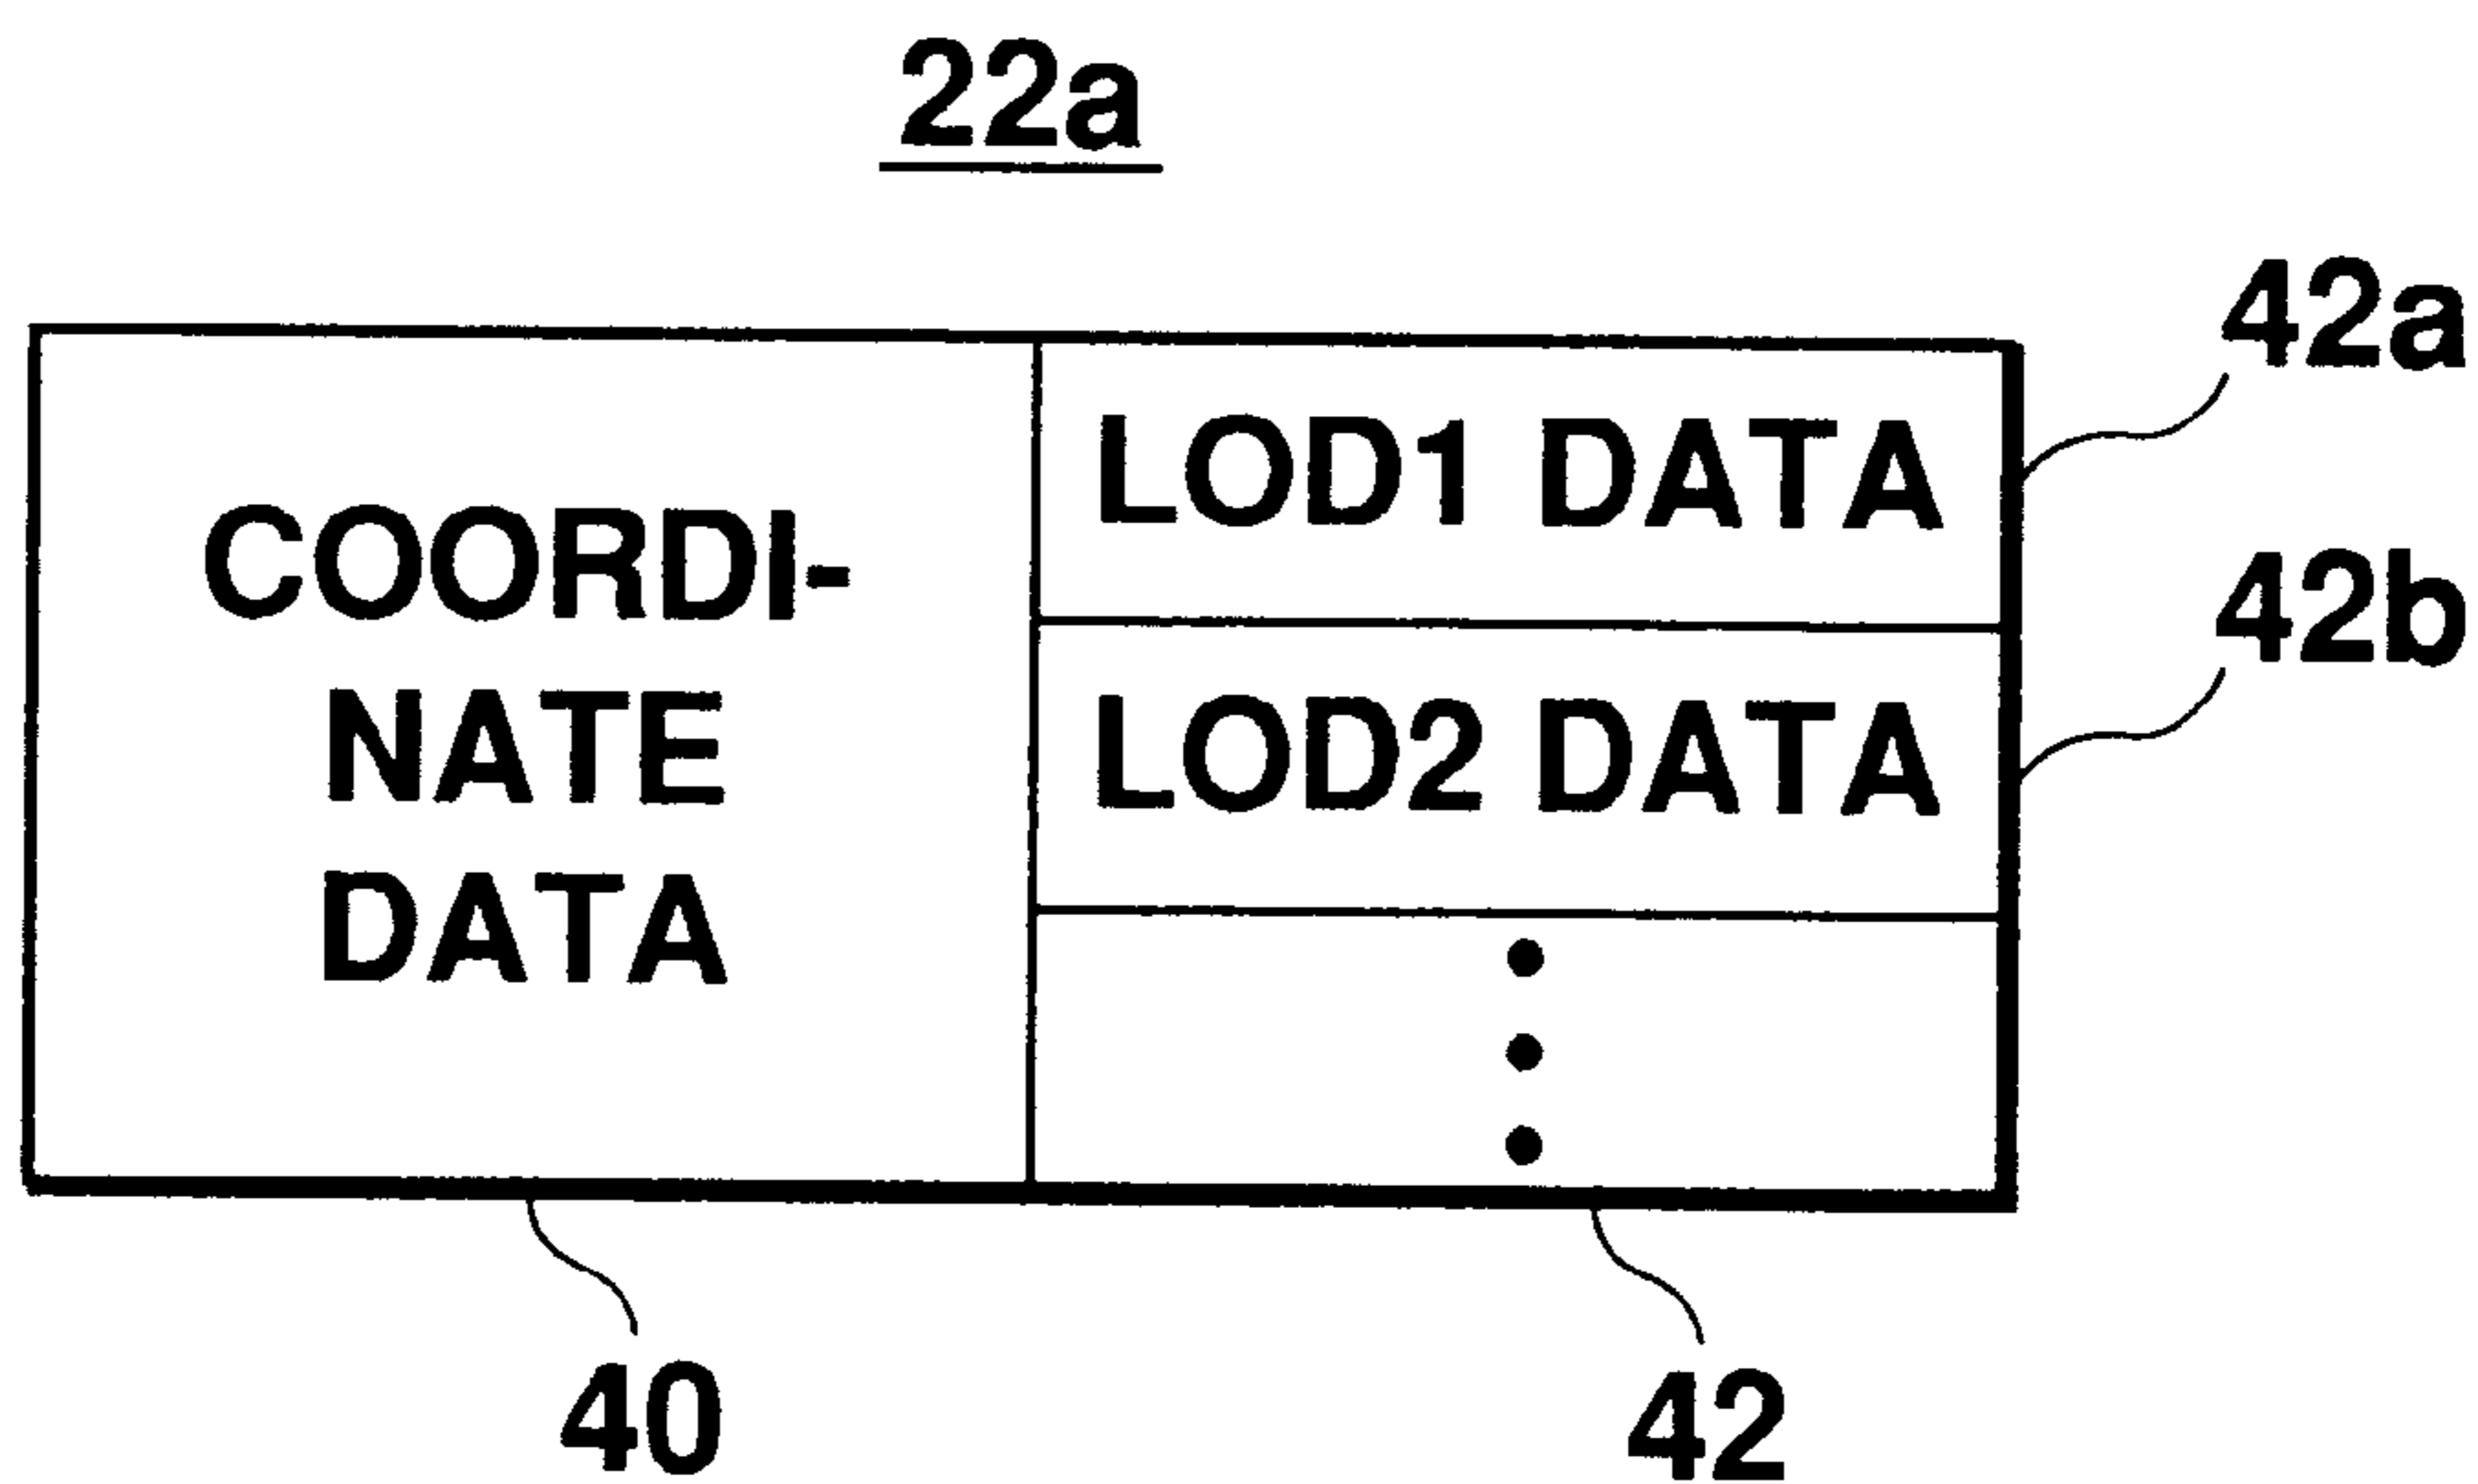 22a
42a
LOD1 DATA
COORDI-
42b
NATE
LOD2 DATA
DATA
40
42